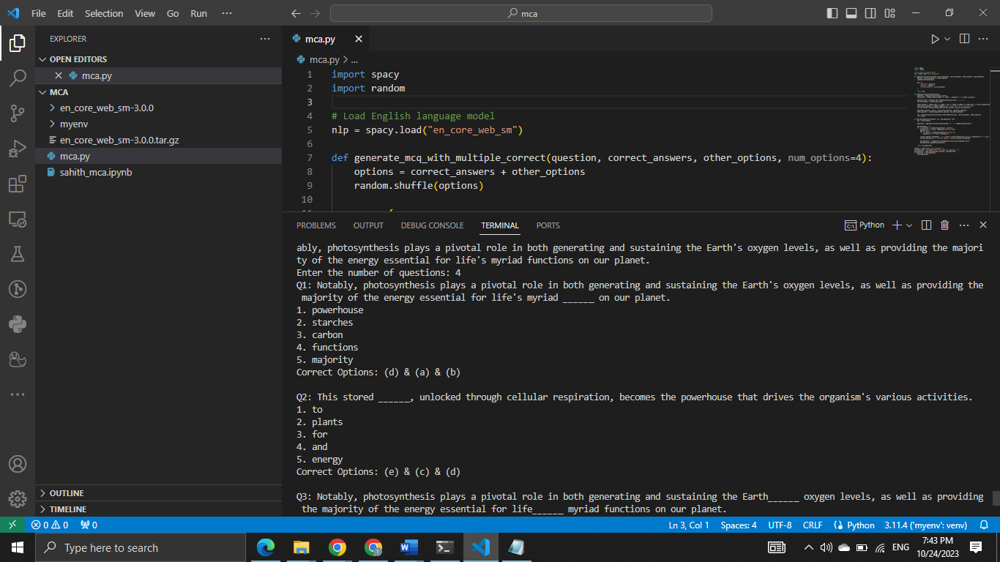 File Edit Selection View Go Run ···
mca
EXPLORER
OPEN EDITORS
mca.py
MCA
en_core_web_sm-3.0.0
myenv
en_core_web_sm-3.0.0.tar.gz
mca.py
sahith_mca.ipynb
OUTLINE
TIMELINE
mca.py
mca.py > ...
1 import spacy
2 import random
3
4 # Load English language model
5 nlp = spacy.load("en_core_web_sm")
6
7 def generate_mcq_with_multiple_correct(question, correct_answers, other_options, num_options=4):
8 options = correct_answers + other_options
9 random.shuffle(options)
10
PROBLEMS OUTPUT DEBUG CONSOLE TERMINAL PORTS
Python
ably, photosynthesis plays a pivotal role in both generating and sustaining the Earth's oxygen levels, as well as providing the majori
ty of the energy essential for life's myriad functions on our planet.
Enter the number of questions: 4
Q1: Notably, photosynthesis plays a pivotal role in both generating and sustaining the Earth's oxygen levels, as well as providing the
majority of the energy essential for life's myriad ______ on our planet.
1. powerhouse
2. starches
3. carbon
4. functions
5. majority
Correct Options: (d) & (a) & (b)
Q2: This stored ______, unlocked through cellular respiration, becomes the powerhouse that drives the organism's various activities.
1. to
2. plants
3. for
4. and
5. energy
Correct Options: (e) & (c) & (d)
Q3: Notably, photosynthesis plays a pivotal role in both generating and sustaining the Earth______ oxygen levels, as well as providing
the majority of the energy essential for life______ myriad functions on our planet.
0 0 0 Ln 3, Col 1 Spaces: 4 UTF-8 CRLF Python 3.11.4 ('myenv': venv)
Type here to search
ENG
7:43 PM
10/24/2023